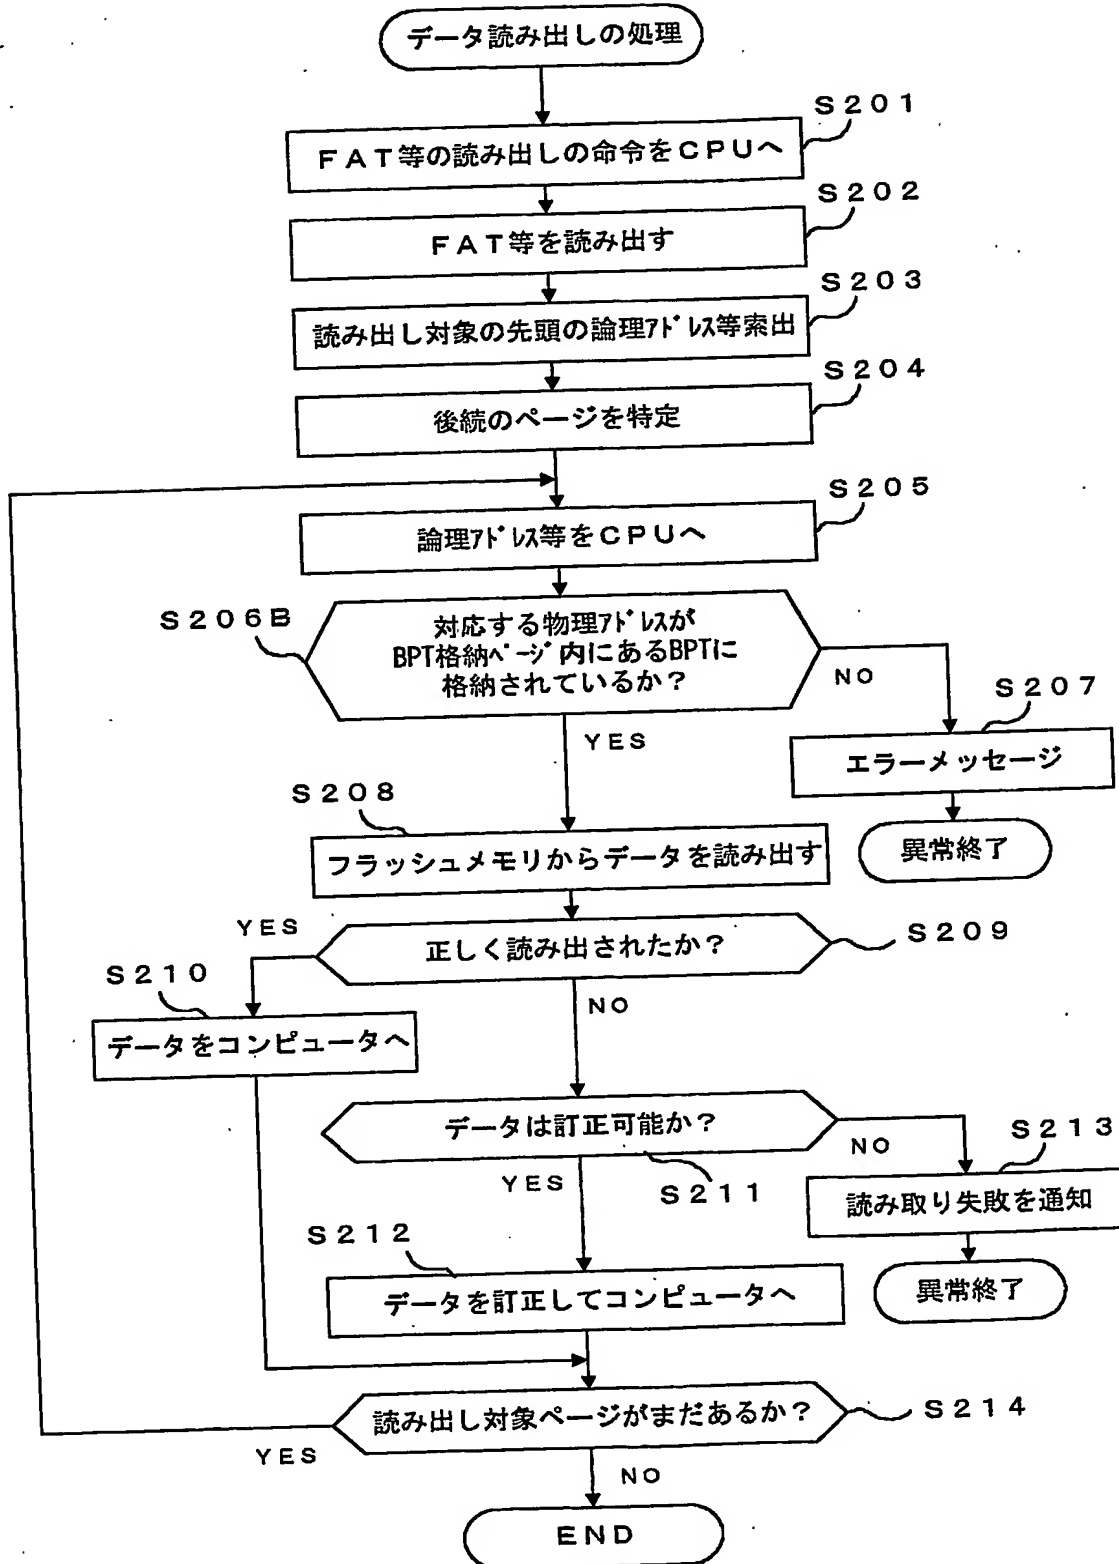 データ読み出しの処理
S201
FAT等の読み出しの命令をCPUへ
S202
FAT等を読み出す
S203
読み出し対象の先頭の論理ｱﾄﾞﾚｽ等索出
S204
後続のページを特定
S205
論理ｱﾄﾞﾚｽ等をCPUへ
S206B
対応する物理ｱﾄﾞﾚｽが
BPT格納ﾍﾟｰｼﾞ内にあるBPTに
格納されているか？
NO
S207
YES
エラーメッセージ
S208
異常終了
フラッシュメモリからデータを読み出す
YES
正しく読み出されたか？
S209
S210
NO
データをコンピュータへ
データは訂正可能か？
NO
S213
YES
S211
読み取り失敗を通知
S212
異常終了
データを訂正してコンピュータへ
読み出し対象ページがまだあるか？
S214
YES
NO
END